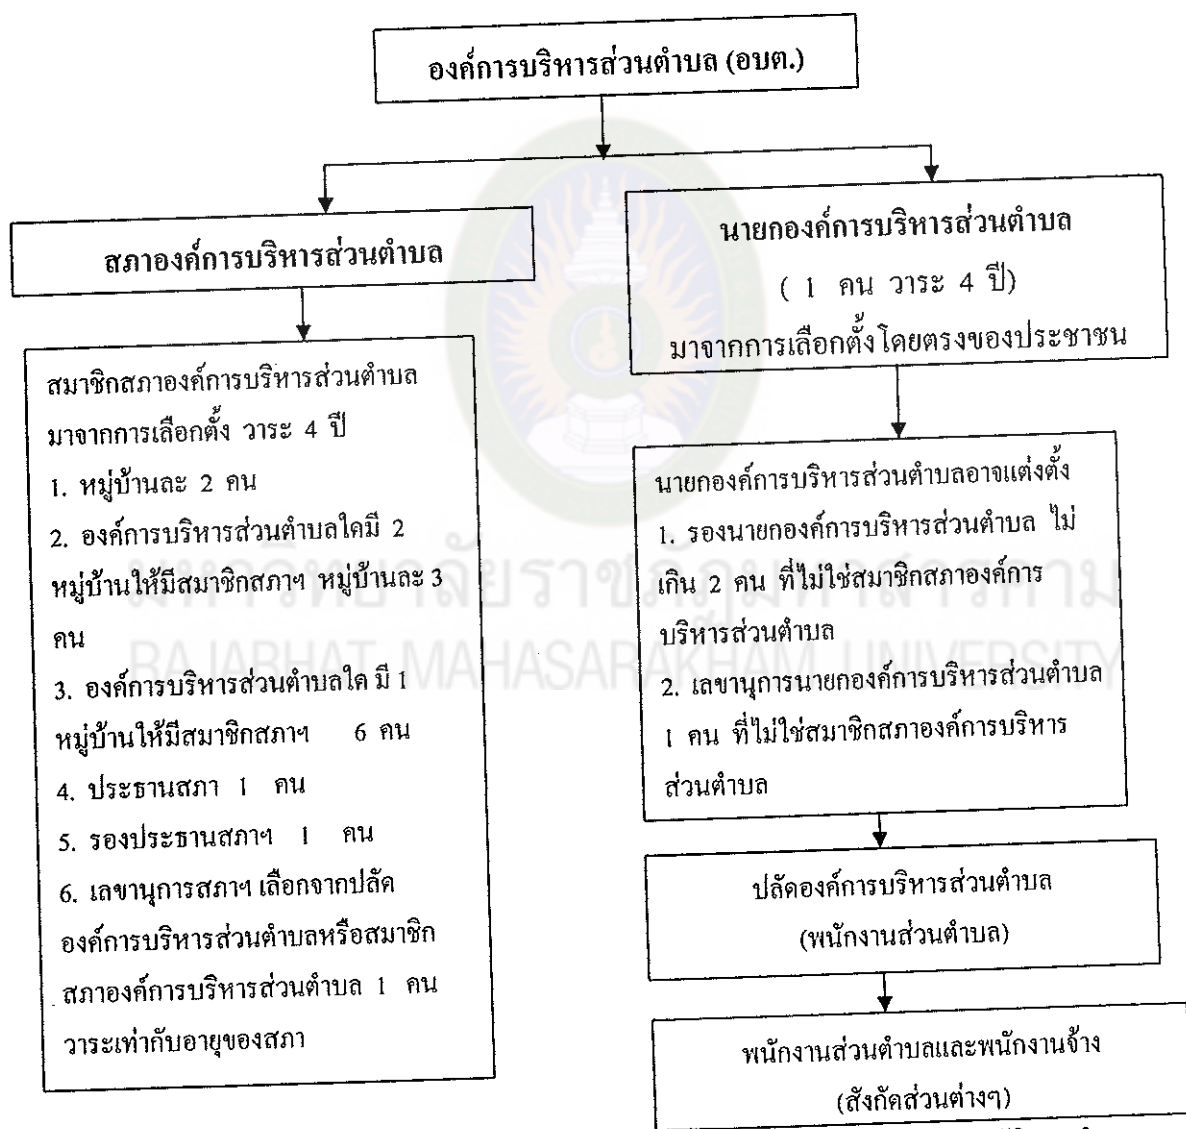 องค์การบริหารส่วนตำบล (อบต.)
สภาองค์การบริหารส่วนตำบล
สมาชิกสภาองค์การบริหารส่วนตำบล
มาจากการเลือกตั้ง วาระ 4 ปี
1. หมู่บ้านละ 2 คน
2. องค์การบริหารส่วนตำบลใดมี 2
หมู่บ้านให้มีสมาชิกสภาฯ หมู่บ้านละ 3
คน
3. องค์การบริหารส่วนตำบลใด มี 1
หมู่บ้านให้มีสมาชิกสภาฯ 6 คน
4. ประธานสภา 1 คน
5. รองประธานสภาฯ 1 คน
6. เลขานุการสภาฯ เลือกจากปลัด
องค์การบริหารส่วนตำบลหรือสมาชิก
สภาองค์การบริหารส่วนตำบล 1 คน
วาระเท่ากับอายุของสภา
นายกองค์การบริหารส่วนตำบล
( 1 คน วาระ 4 ปี)
มาจากการเลือกตั้งโดยตรงของประชาชน
นายกองค์การบริหารส่วนตำบลอาจแต่งตั้ง
1. รองนายกองค์การบริหารส่วนตำบล ไม่
เกิน 2 คน ที่ไม่ใช่สมาชิกสภาองค์การ
บริหารส่วนตำบล
2. เลขานุการนายกองค์การบริหารส่วนตำบล
1 คน ที่ไม่ใช่สมาชิกสภาองค์การบริหาร
ส่วนตำบล
ปลัดองค์การบริหารส่วนตำบล
(พนักงานส่วนตำบล)
พนักงานส่วนตำบลและพนักงานจ้าง
(สังกัดส่วนต่างๆ)
มหาวิทยาลัยราชภัฏมหาสารคาม
RAJABHAT MAHASARAKHAM UNIVERSITY